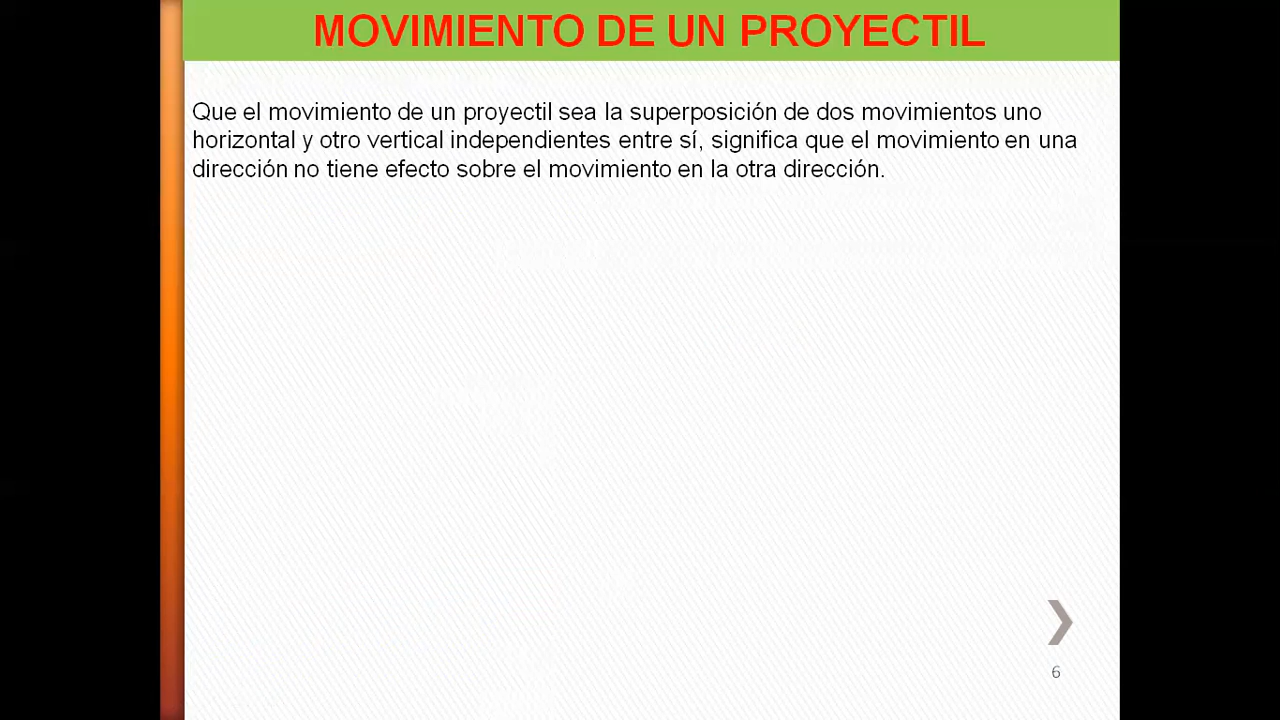 MOVIMIENTO DE UN PROYECTIL
Que el movimiento de un proyectil sea la superposición de dos movimientos uno
horizontal y otro vertical independientes entre sí, significa que el movimiento en una
dirección no tiene efecto sobre el movimiento en la otra dirección.
6